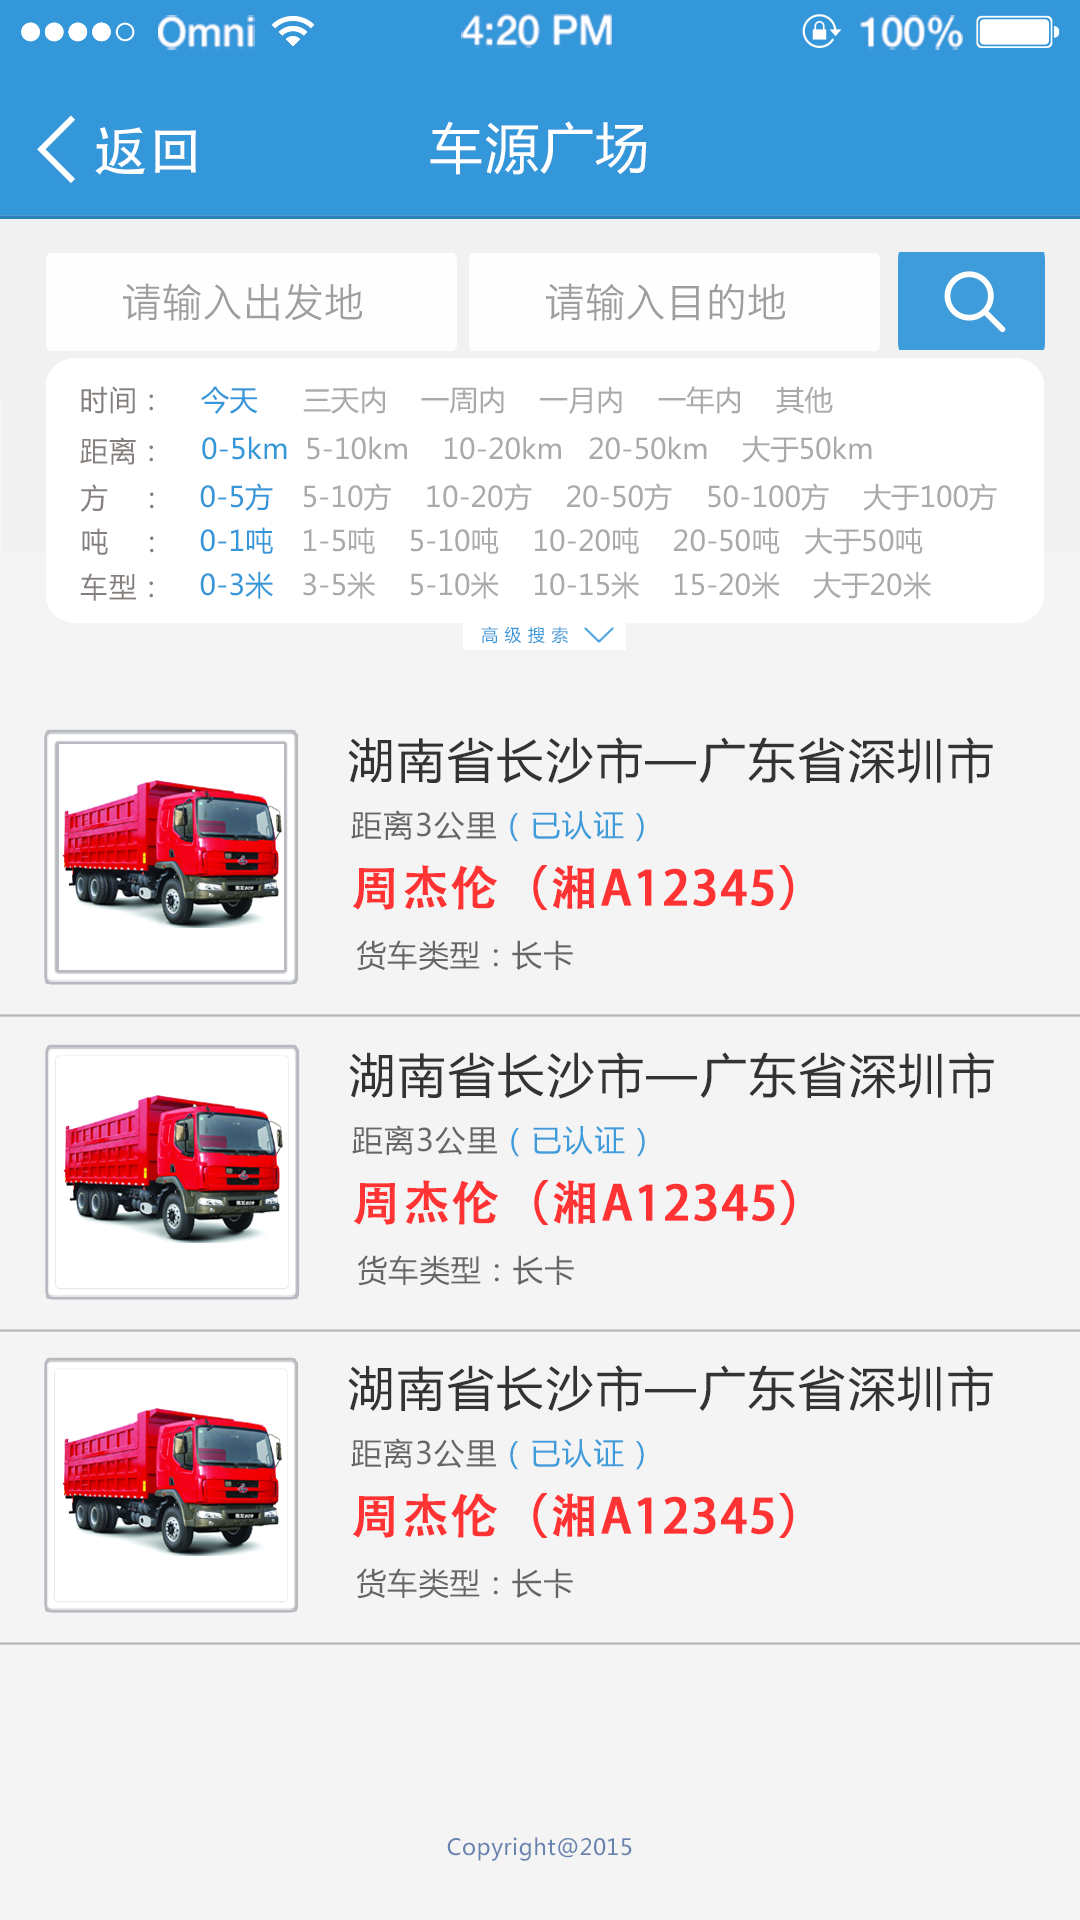 Omni 4:20 PM 100%
返回 车源广场
请输入出发地 请输入目的地
时间： 今天 三天内 一周内 一月内 一年内 其他
距离： 0-5km 5-10km 10-20km 20-50km 大于50km
方 ： 0-5方 5-10方 10-20方 20-50方 50-100方 大于100方
吨 ： 0-1吨 1-5吨 5-10吨 10-20吨 20-50吨 大于50吨
车型： 0-3米 3-5米 5-10米 10-15米 15-20米 大于20米
高级搜索
湖南省长沙市—广东省深圳市
距离3公里（已认证）
周杰伦（湘A12345）
货车类型：长卡
湖南省长沙市—广东省深圳市
距离3公里（已认证）
周杰伦（湘A12345）
货车类型：长卡
湖南省长沙市—广东省深圳市
距离3公里（已认证）
周杰伦（湘A12345）
货车类型：长卡
Copyright@2015